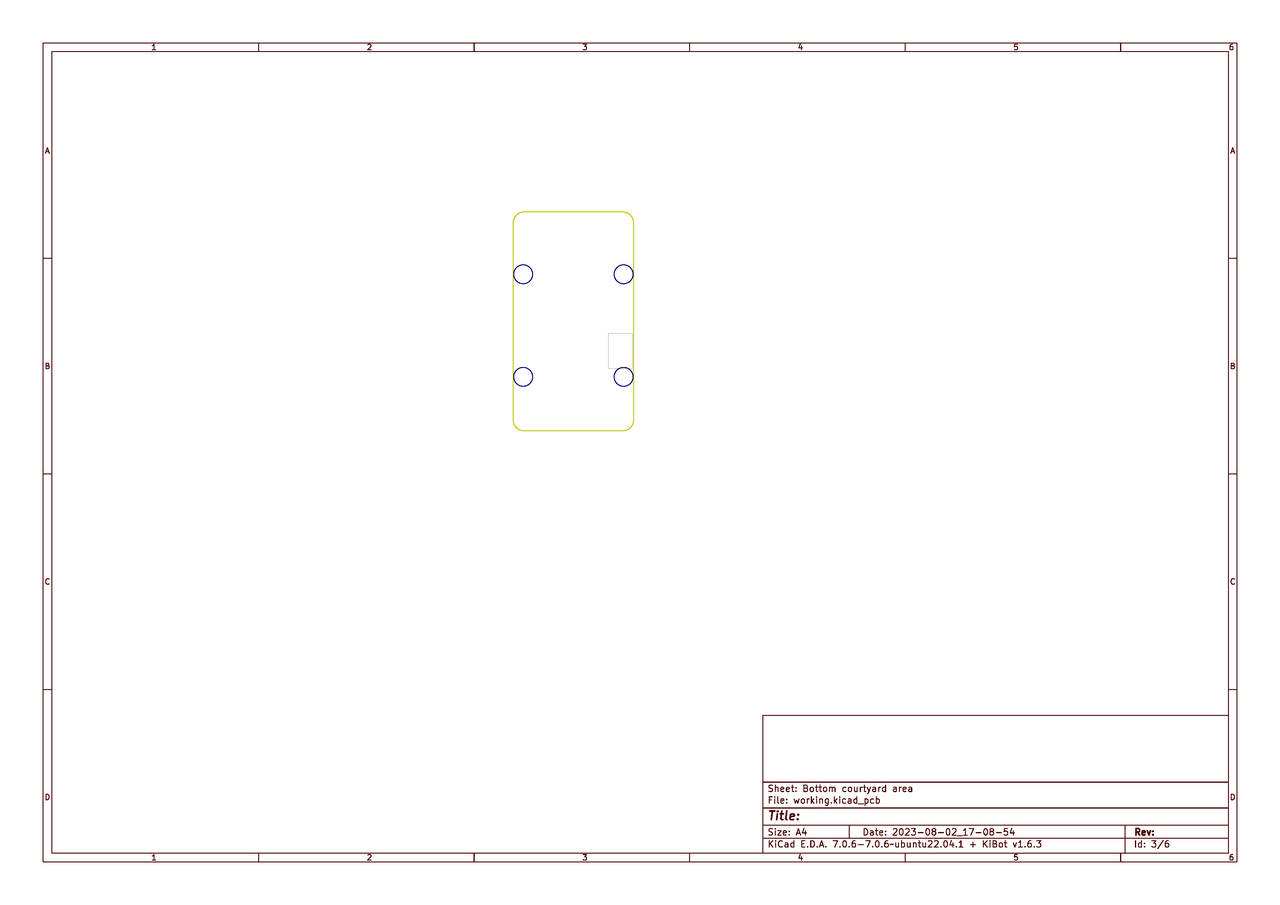 1 2 3 4 5 6
A A
B B
C C
D D
Sheet: Bottom courtyard area
File: working.kicad_pcb
Title:
Size: A4 Date: 2023-08-02_17-08-54 Rev:
KiCad E.D.A. 7.0.6-7.0.6~ubuntu22.04.1 + KiBot v1.6.3 Id: 3/6
1 2 3 4 5 6